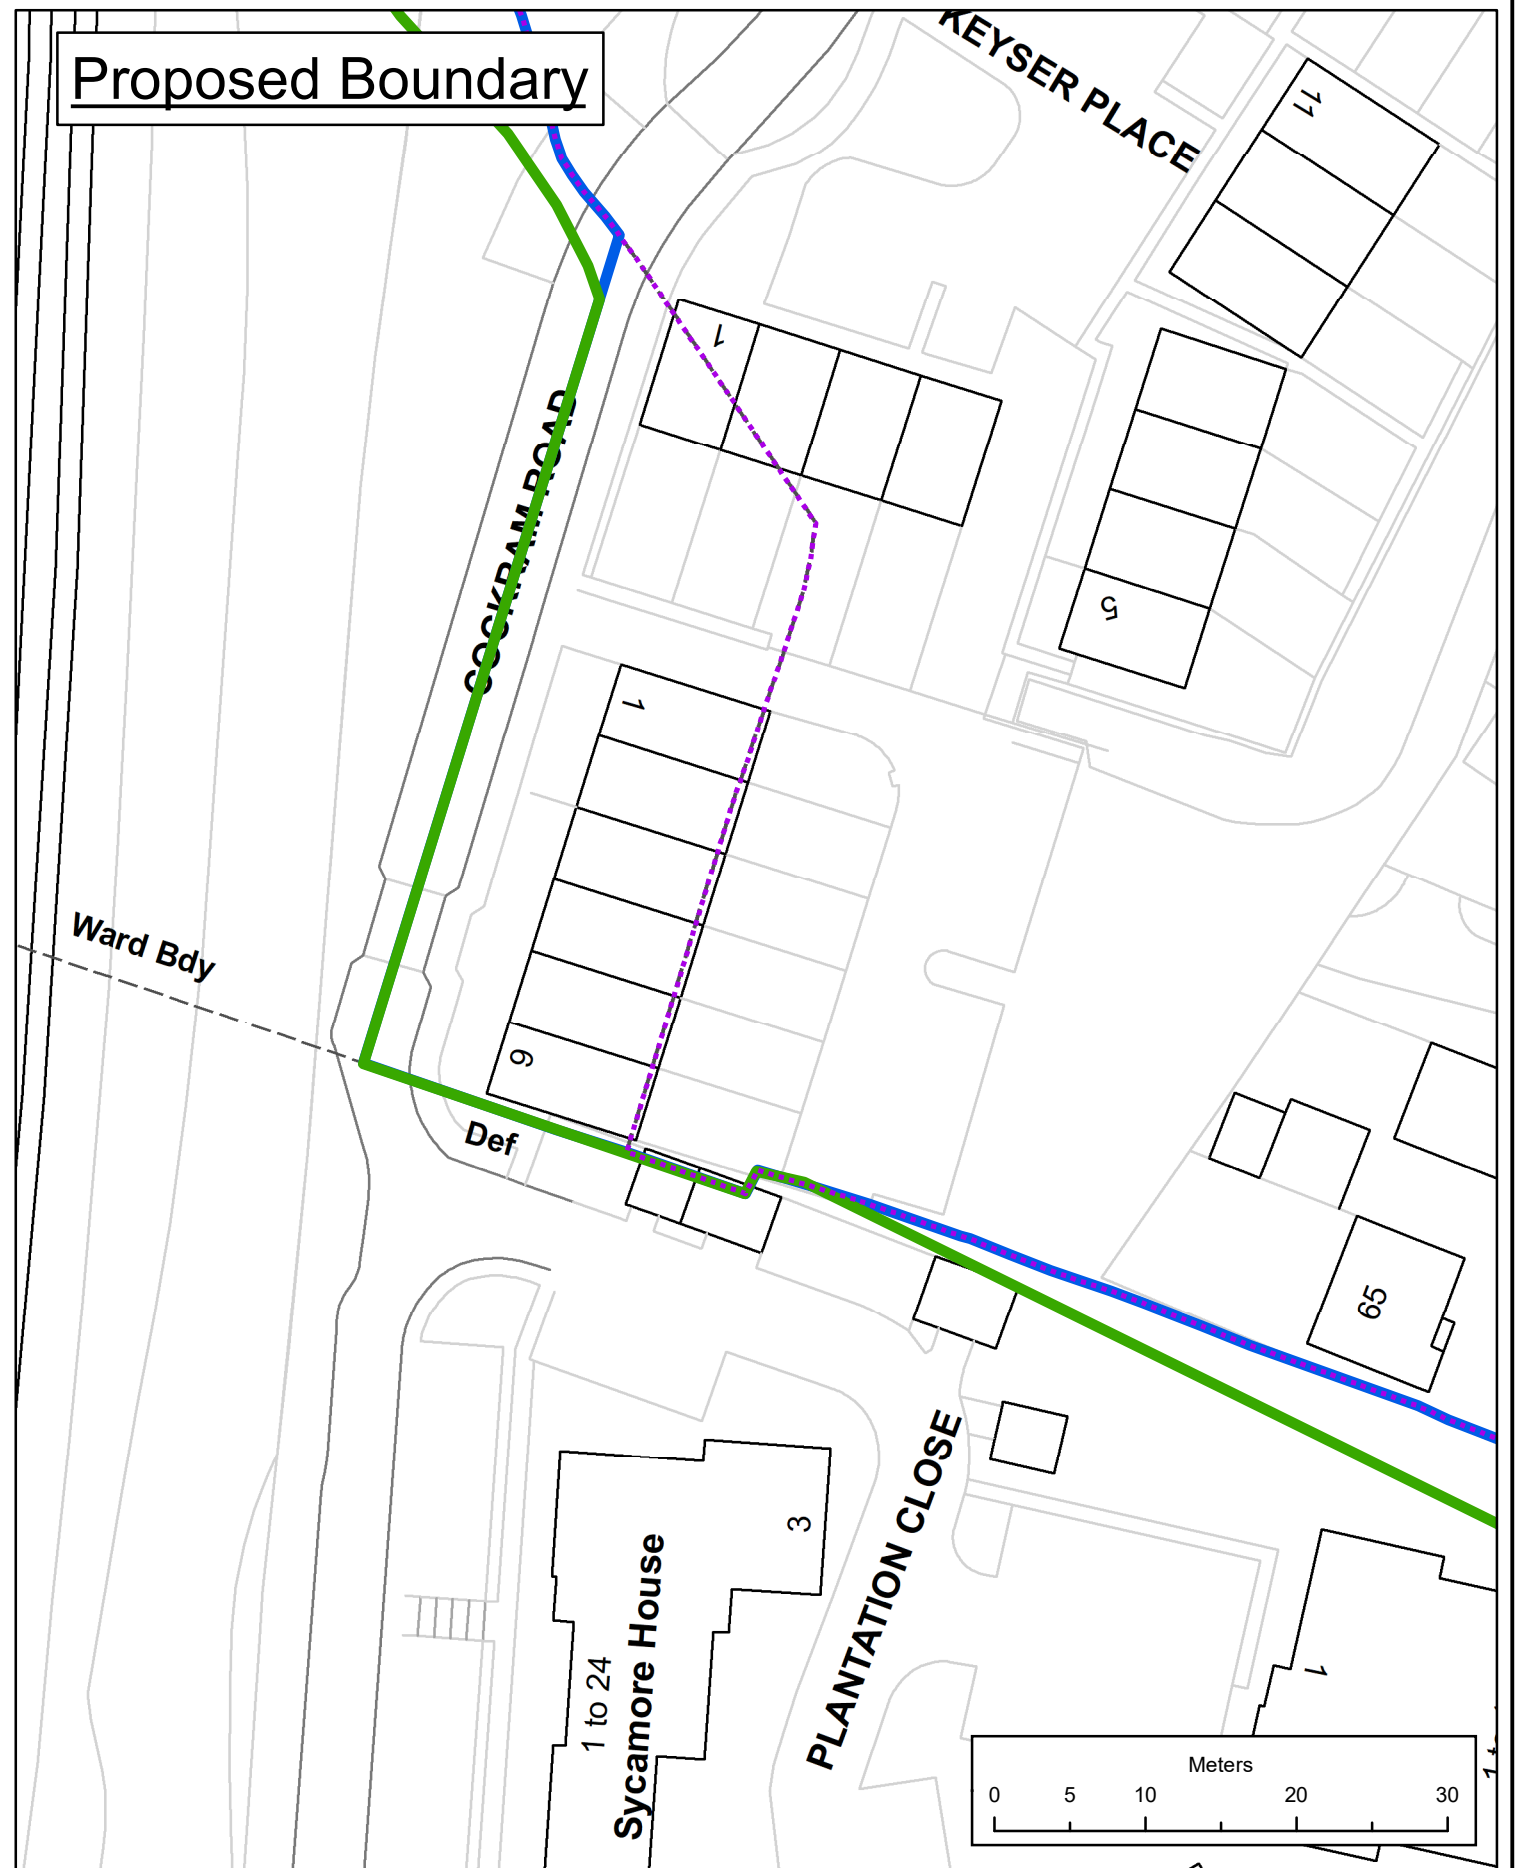 Proposed Boundary
KEYSER PLACE
11
1
COCKRAM ROAD
5
1
Ward Bdy
6
Def
65
PLANTATION CLOSE
3
Sycamore House
1 to 24
1
Meters
0 5 10 20 30